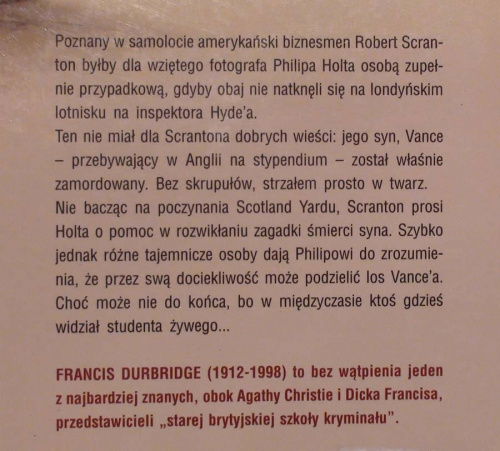 Poznany w samolocie amerykański biznesmen Robert Scran-
ton byłby dla wziętego fotografa Philipa Holta osobą zupeł-
nie przypadkową, gdyby obaj nie natknęli się na londyńskim
lotnisku na inspektora Hyde'a.
Ten nie miał dla Scrantona dobrych wieści: jego syn, Vance
– przebywający w Anglii na stypendium – został właśnie
zamordowany. Bez skrupułów, strzałem prosto w twarz.
Nie bacząc na poczynania Scotland Yardu, Scranton prosi
Holta o pomoc w rozwikłaniu zagadki śmierci syna. Szybko
jednak różne tajemnicze osoby dają Philipowi do zrozumie-
nia, że przez swą dociekliwość może podzielić los Vance'a.
Choć może nie do końca, bo w międzyczasie ktoś gdzieś
widział studenta żywego...
FRANCIS DURBRIDGE (1912-1998) to bez wątpienia jeden
z najbardziej znanych, obok Agathy Christie i Dicka Francisa,
przedstawicieli „starej brytyjskiej szkoły kryminału”.